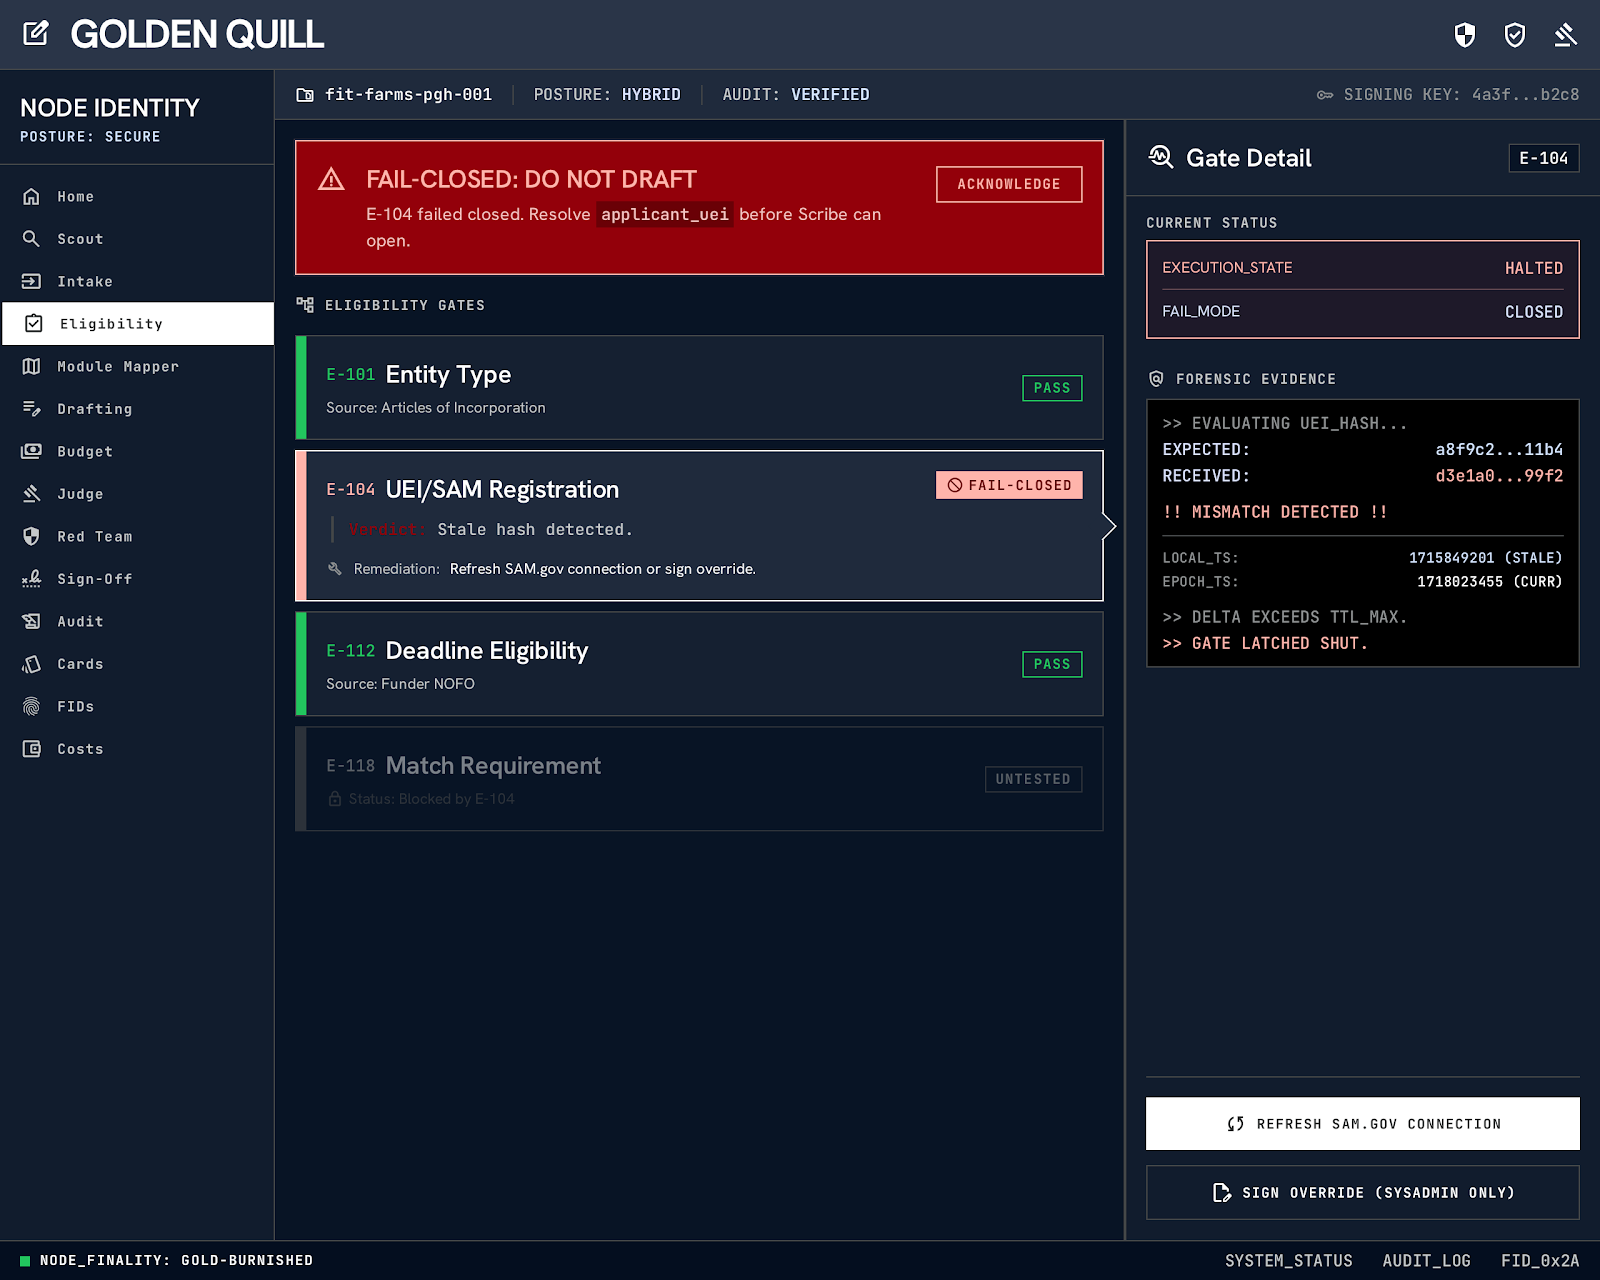 GOLDEN QUILL
NODE IDENTITY
POSTURE: SECURE
Home
Scout
Intake
Eligibility
Module Mapper
Drafting
Budget
Judge
Red Team
Sign-Off
Audit
Cards
FIDs
Costs
fit-farms-pgh-001
POSTURE: HYBRID
AUDIT: VERIFIED
SIGNING KEY: 4a3f...b2c8
FAIL-CLOSED: DO NOT DRAFT
E-104 failed closed. Resolve applicant_uei before Scribe can
open.
ACKNOWLEDGE
ELIGIBILITY GATES
E-101 Entity Type
Source: Articles of Incorporation
PASS
E-104 UEI/SAM Registration
FAIL-CLOSED
Verdict: Stale hash detected.
Remediation: Refresh SAM.gov connection or sign override.
E-112 Deadline Eligibility
Source: Funder NOFO
PASS
E-118 Match Requirement
Status: Blocked by E-104
UNTESTED
Gate Detail
E-104
CURRENT STATUS
EXECUTION_STATE HALTED
FAIL_MODE CLOSED
FORENSIC EVIDENCE
>> EVALUATING UEI_HASH...
EXPECTED: a8f9c2...11b4
RECEIVED: d3e1a0...99f2
!! MISMATCH DETECTED !!
LOCAL_TS: 1715849201 (STALE)
EPOCH_TS: 1718023455 (CURR)
>> DELTA EXCEEDS TTL_MAX.
>> GATE LATCHED SHUT.
REFRESH SAM.GOV CONNECTION
SIGN OVERRIDE (SYSADMIN ONLY)
NODE_FINALITY: GOLD-BURNISHED
SYSTEM_STATUS
AUDIT_LOG
FID_0x2A